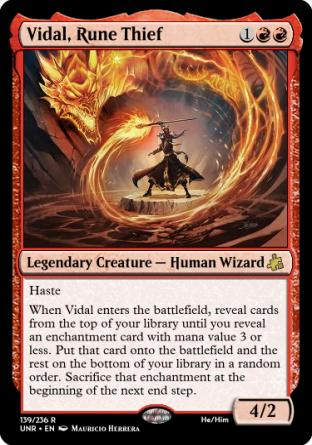 Vidal, Rune Thief 1
Legendary Creature — Human Wizard
Haste
When Vidal enters the battlefield, reveal cards
from the top of your library until you reveal
an enchantment card with mana value 3 or
less. Put that card onto the battlefield and the
rest on the bottom of your library in a random
order. Sacrifice that enchantment at the
beginning of the next end step.
4/2
139/236 R
He/Him
UNR • EN Mauricio Herrera